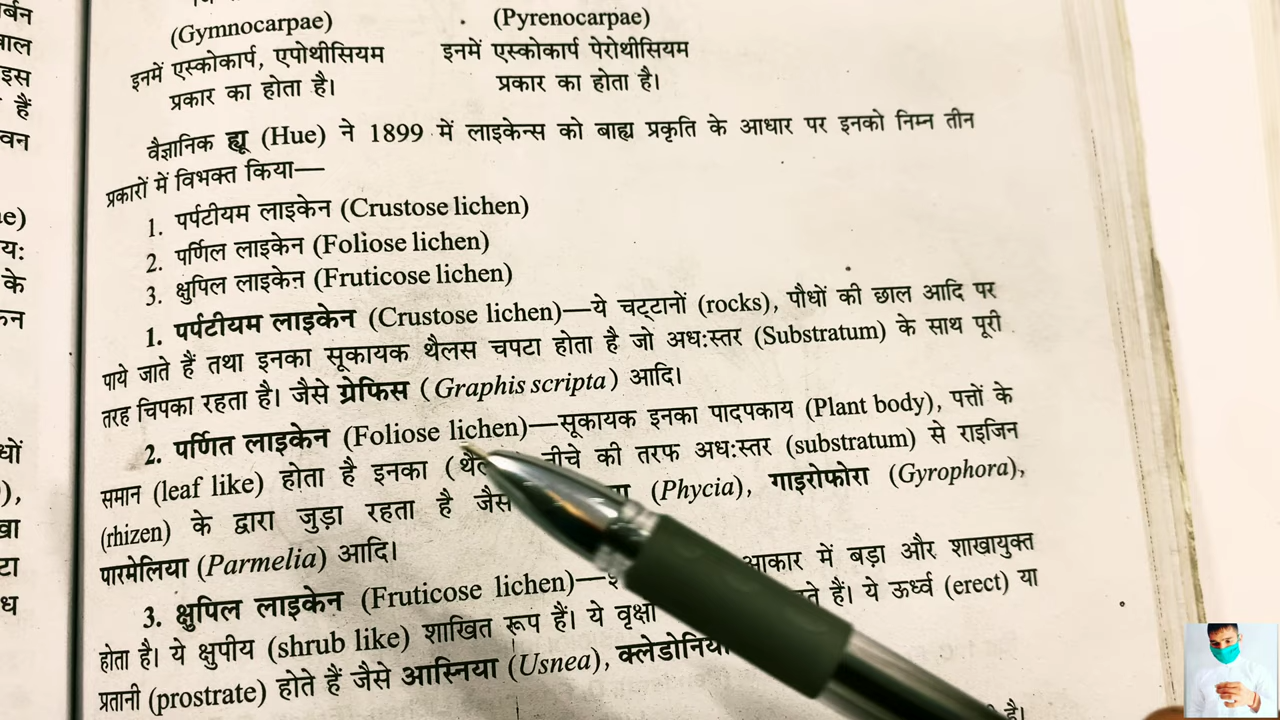 र्बन
वाल
इस
हैं
वन
ae)
यः
के
धों
),
खा
टा
ध
(Gymnocarpae)
(Pyrenocarpae)
इनमें एस्कोकार्प, एपोथीसियम
इनमें एस्कोकार्प पेरोथीसियम
प्रकार का होता है।
प्रकार का होता है।
वैज्ञानिक ह्यू (Hue) ने 1899 में लाइकेन्स को बाह्य प्रकृति के आधार पर इनको निम्न तीन
प्रकारों में विभक्त किया—
1. पर्पटीयम लाइकेन (Crustose lichen)
2. पर्णिल लाइकेन (Foliose lichen)
3. क्षुपिल लाइकेन (Fruticose lichen)
1. पर्पटीयम लाइकेन (Crustose lichen)—ये चट्टानों (rocks), पौधों की छाल आदि पर
पाये जाते हैं तथा इनका सूकायक थैलस चपटा होता है जो अधःस्तर (Substratum) के साथ पूरी
तरह चिपका रहता है। जैसे ग्रेफिस (Graphis scripta) आदि।
2. पर्णित लाइकेन (Foliose lichen)—सूकायक इनका पादपकाय (Plant body), पत्तों के
समान (leaf like) होता है इनका नीचे की तरफ अधःस्तर (substratum) से राइजिन
(rhizen) के द्वारा जुड़ा रहता है जैसे (Phycia), गाइरोफोरा (Gyrophora),
पारमेलिया (Parmelia) आदि।
3. क्षुपिल लाइकेन (Fruticose lichen)— आकार में बड़ा और शाखायुक्त
होता है। ये क्षुपीय (shrub like) शाखित रूप हैं। ये वृक्षों हैं। ये ऊर्ध्व (erect) या
प्रतानी (prostrate) होते हैं जैसे आस्निया (Usnea), क्लेडोनिया
है।